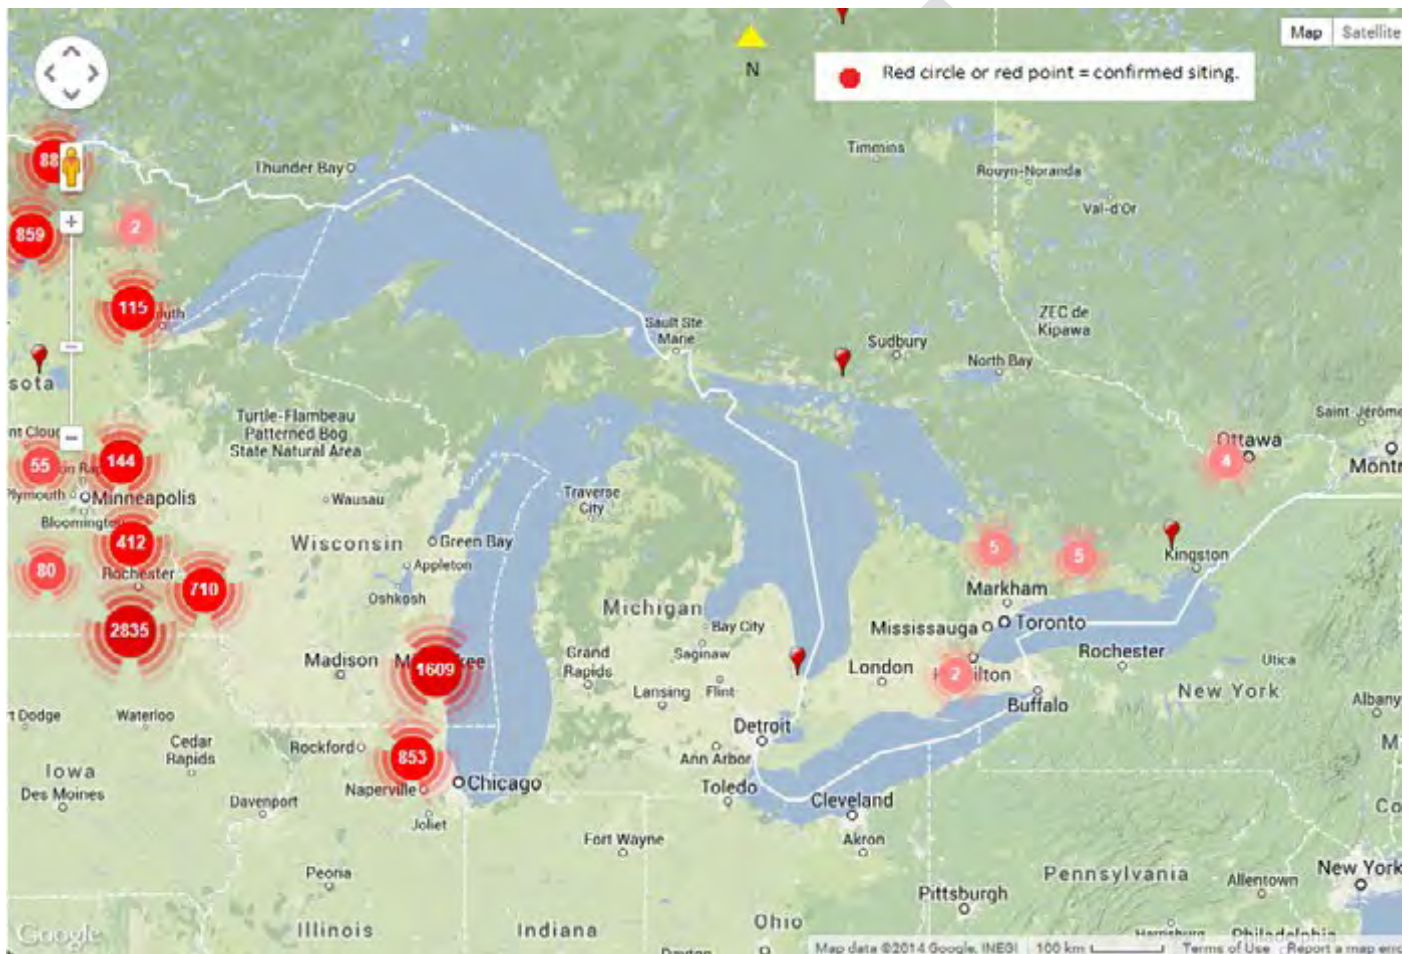 Map Satellite
N
Red circle or red point = confirmed siting.
Timmins
Rouyn-Noranda
Thunder Bay
88
Val-d'Or
2
859
115
ZEC de
Kipawa
Sault Ste
Marie
Sudbury
North Bay
sota
Turtle-Flambeau
Patterned Bog
State Natural Area
Saint-Jérôme
Ottawa
4
55
144
Montr
Plymouth
Minneapolis
Wausau
Traverse
City
Bloomington
412
Wisconsin
Green Bay
5
5
Kingston
80
Rochester
Appleton
710
Oshkosh
Michigan
Markham
2835
Bay City
Mississauga
Toronto
Madison
1609
Saginaw
Grand
Rapids
London
Rochester
Utica
2
Lansing
Flint
New York
Buffalo
Albany
t Dodge
Waterloo
Detroit
Cedar
Rapids
Rockford
853
Ann Arbor
M
Iowa
Des Moines
Naperville
Chicago
Toledo
Cleveland
Davenport
Joliet
Co
Fort Wayne
Akron
Peoria
Pennsylvania
Allentown
New York
Pittsburgh
Illinois
Indiana
Ohio
Google
Philadelphia
Map data ©2014 Google, INEGI 100 km Terms of Use Report a map erro